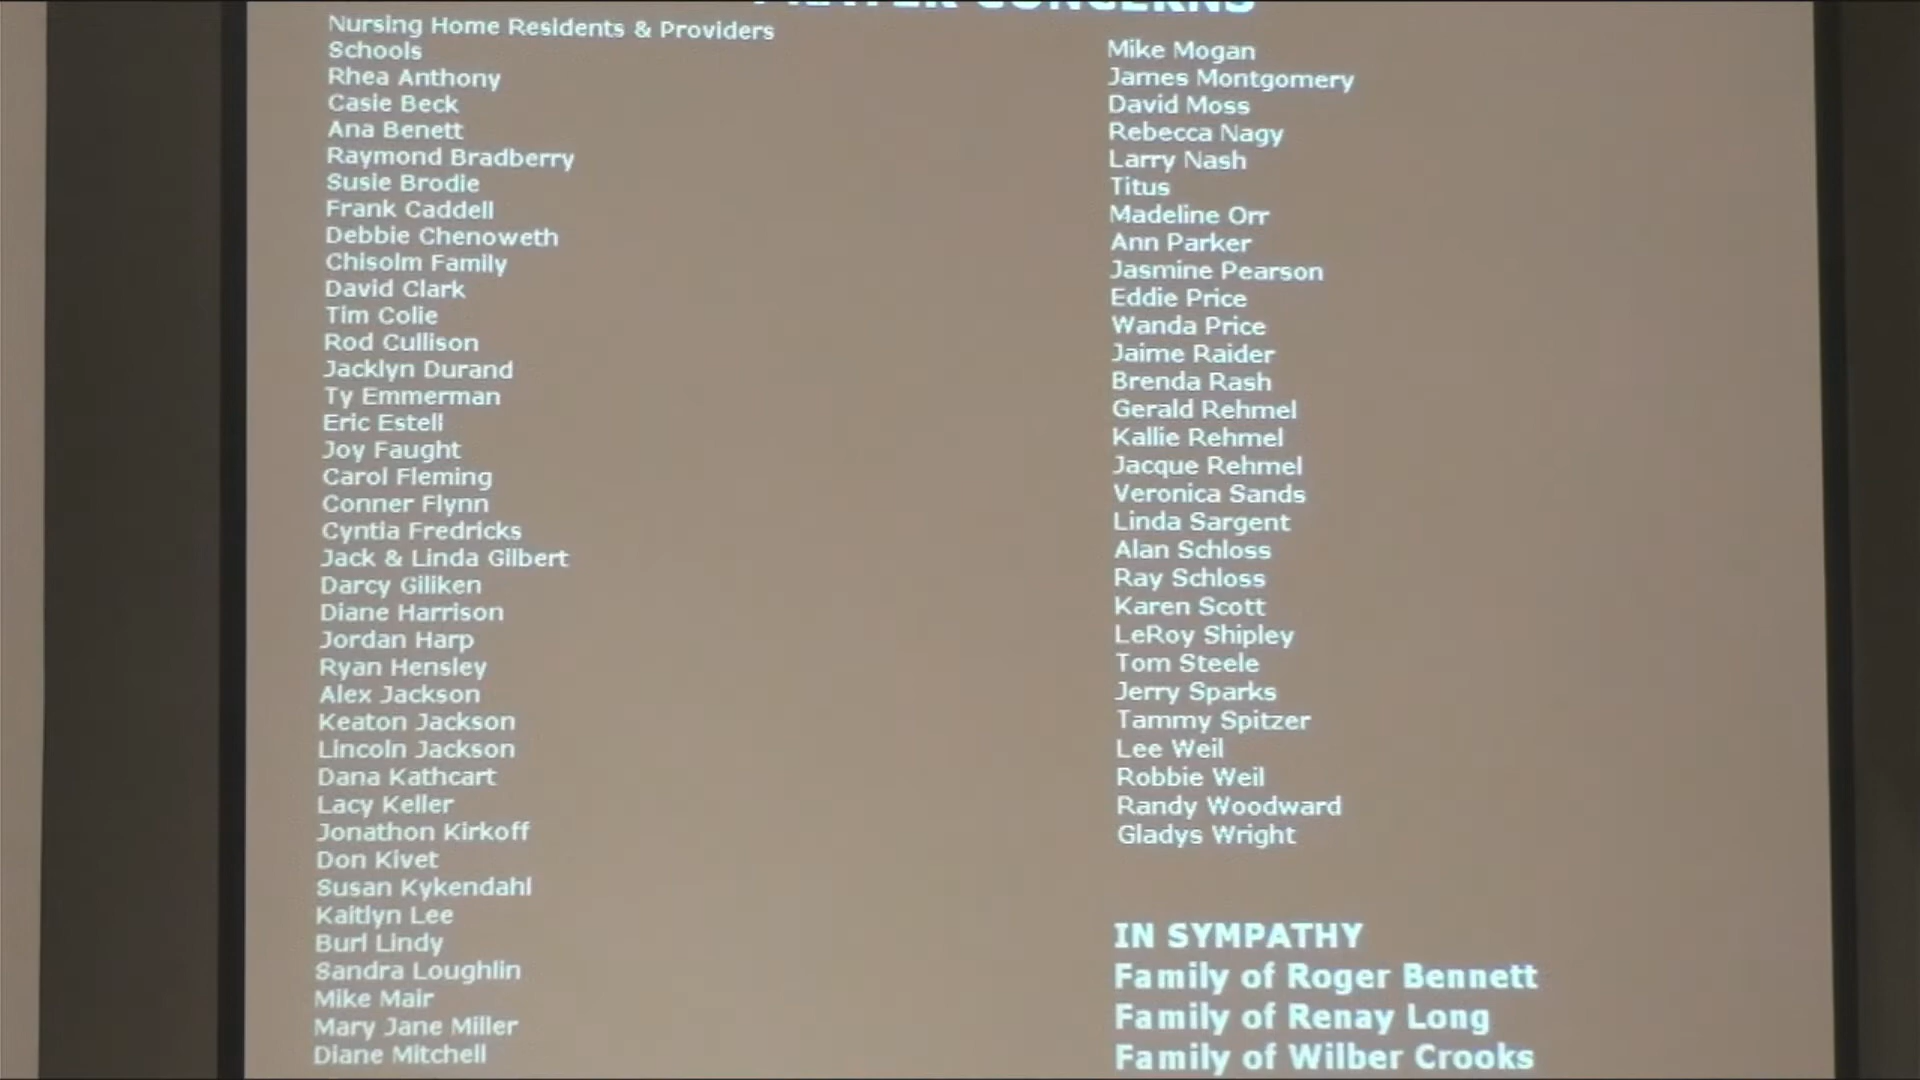 PRAYER CONCERNS
Nursing Home Residents & Providers
Schools
Rhea Anthony
Casie Beck
Ana Benett
Raymond Bradberry
Susie Brodie
Frank Caddell
Debbie Chenoweth
Chisolm Family
David Clark
Tim Colie
Rod Cullison
Jacklyn Durand
Ty Emmerman
Eric Estell
Joy Faught
Carol Fleming
Conner Flynn
Cyntia Fredricks
Jack & Linda Gilbert
Darcy Giliken
Diane Harrison
Jordan Harp
Ryan Hensley
Alex Jackson
Keaton Jackson
Lincoln Jackson
Dana Kathcart
Lacy Keller
Jonathon Kirkoff
Don Kivet
Susan Kykendahl
Kaitlyn Lee
Burl Lindy
Sandra Loughlin
Mike Mair
Mary Jane Miller
Diane Mitchell
Mike Mogan
James Montgomery
David Moss
Rebecca Nagy
Larry Nash
Titus
Madeline Orr
Ann Parker
Jasmine Pearson
Eddie Price
Wanda Price
Jaime Raider
Brenda Rash
Gerald Rehmel
Kallie Rehmel
Jacque Rehmel
Veronica Sands
Linda Sargent
Alan Schloss
Ray Schloss
Karen Scott
LeRoy Shipley
Tom Steele
Jerry Sparks
Tammy Spitzer
Lee Weil
Robbie Weil
Randy Woodward
Gladys Wright
IN SYMPATHY
Family of Roger Bennett
Family of Renay Long
Family of Wilber Crooks